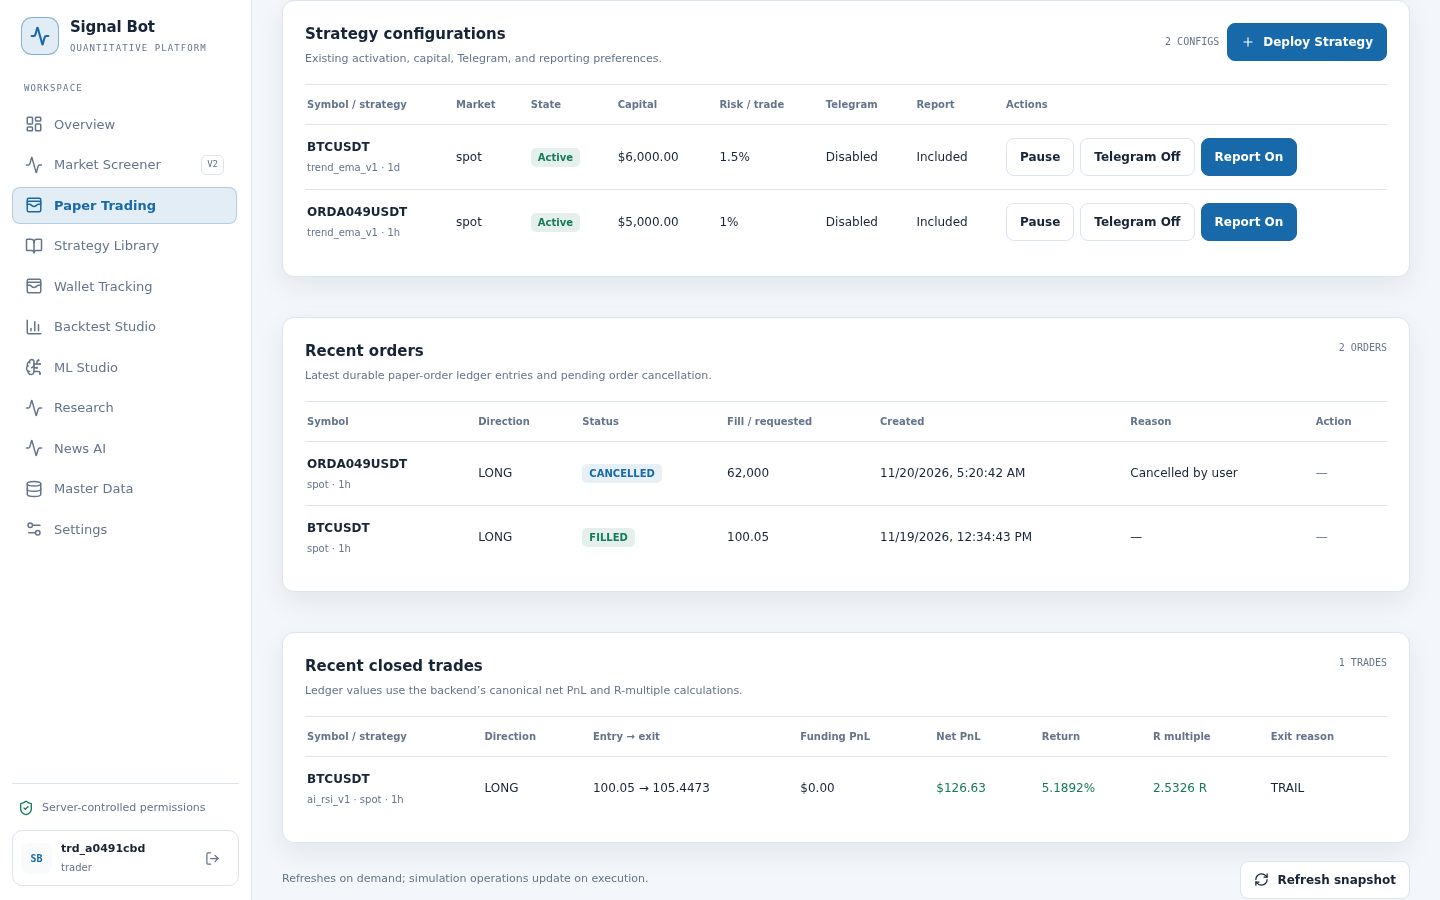 Signal Bot
QUANTITATIVE PLATFORM
WORKSPACE
Overview
Market Screener V2
Paper Trading
Strategy Library
Wallet Tracking
Backtest Studio
ML Studio
Research
News AI
Master Data
Settings
Server-controlled permissions
SB trd_a0491cbd
trader
Strategy configurations
Existing activation, capital, Telegram, and reporting preferences.
2 CONFIGS Deploy Strategy
Symbol / strategy Market State Capital Risk / trade Telegram Report Actions
BTCUSDT
trend_ema_v1 · 1d
spot Active $6,000.00 1.5% Disabled Included Pause Telegram Off Report On
ORDA049USDT
trend_ema_v1 · 1h
spot Active $5,000.00 1% Disabled Included Pause Telegram Off Report On
Recent orders
2 ORDERS
Latest durable paper-order ledger entries and pending order cancellation.
Symbol Direction Status Fill / requested Created Reason Action
ORDA049USDT
spot · 1h
LONG CANCELLED 62,000 11/20/2026, 5:20:42 AM Cancelled by user —
BTCUSDT
spot · 1h
LONG FILLED 100.05 11/19/2026, 12:34:43 PM — —
Recent closed trades
1 TRADES
Ledger values use the backend’s canonical net PnL and R-multiple calculations.
Symbol / strategy Direction Entry → exit Funding PnL Net PnL Return R multiple Exit reason
BTCUSDT
ai_rsi_v1 · spot · 1h
LONG 100.05 → 105.4473 $0.00 $126.63 5.1892% 2.5326 R TRAIL
Refreshes on demand; simulation operations update on execution.
Refresh snapshot